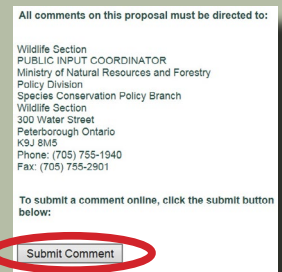 All comments on this proposal must be directed to:
Wildlife Section
PUBLIC INPUT COORDINATOR
Ministry of Natural Resources and Forestry
Policy Division
Species Conservation Policy Branch
Wildlife Section
300 Water Street
Peterborough Ontario
K9J 8M5
Phone: (705) 755-1940
Fax: (705) 755-2901
To submit a comment online, click the submit button
below:
Submit Comment